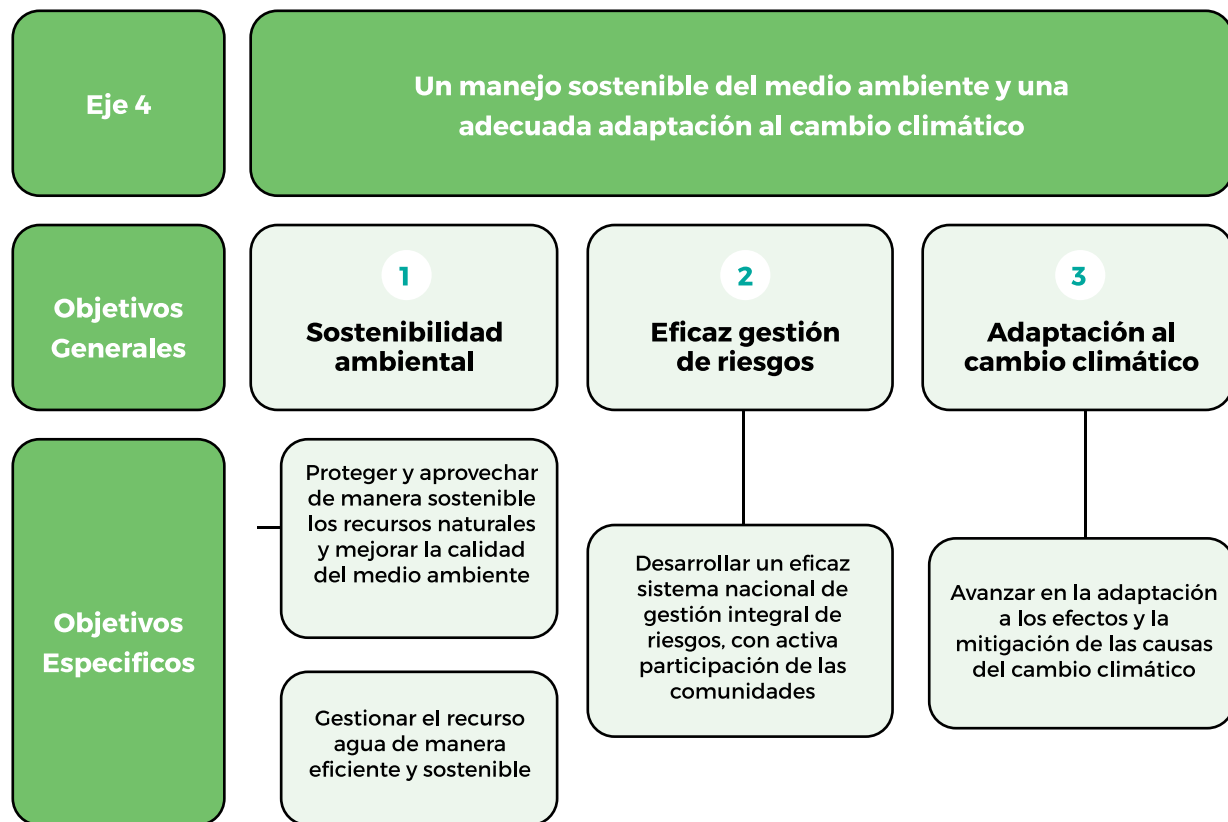 Eje 4
Un manejo sostenible del medio ambiente y una
adecuada adaptación al cambio climático
Objetivos
Generales
1
Sostenibilidad
ambiental
2
Eficaz gestión
de riesgos
3
Adaptación al
cambio climático
Objetivos
Especificos
Proteger y aprovechar
de manera sostenible
los recursos naturales
y mejorar la calidad
del medio ambiente
Gestionar el recurso
agua de manera
eficiente y sostenible
Desarrollar un eficaz
sistema nacional de
gestión integral de
riesgos, con activa
participación de las
comunidades
Avanzar en la adaptación
a los efectos y la
mitigación de las causas
del cambio climático